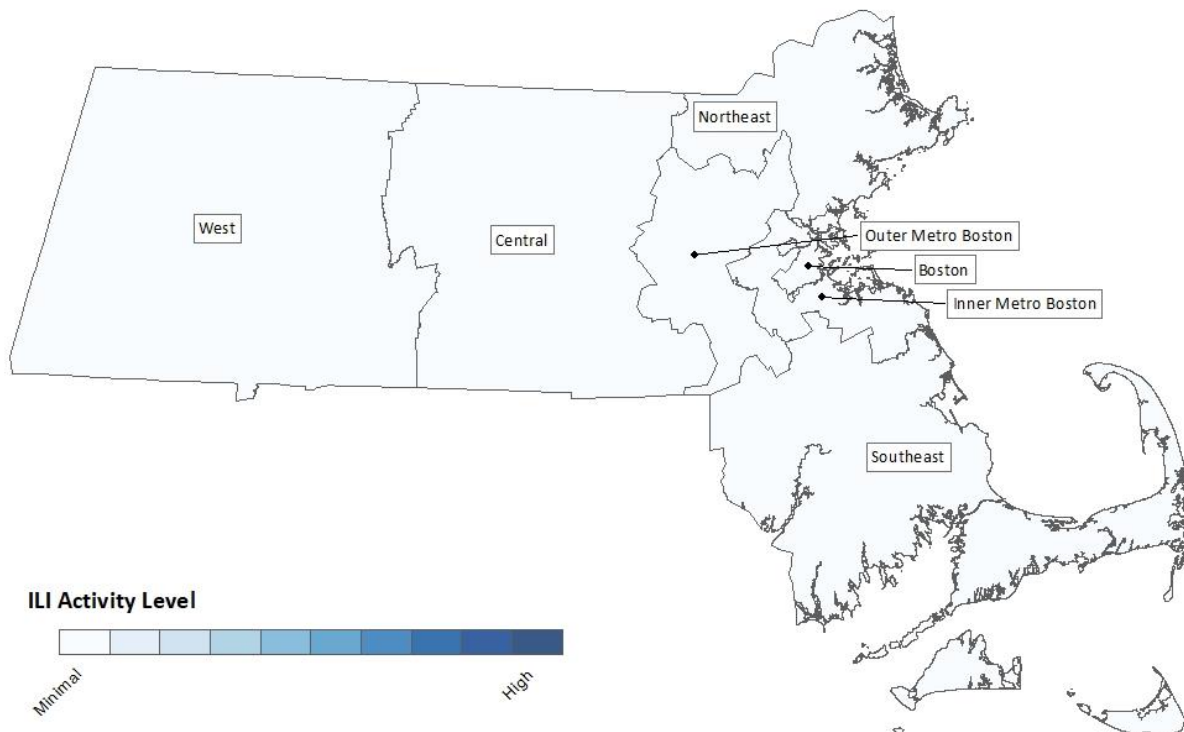 Northeast
West
Central
Outer Metro Boston
Boston
Inner Metro Boston
Southeast
ILI Activity Level
Minimal
High